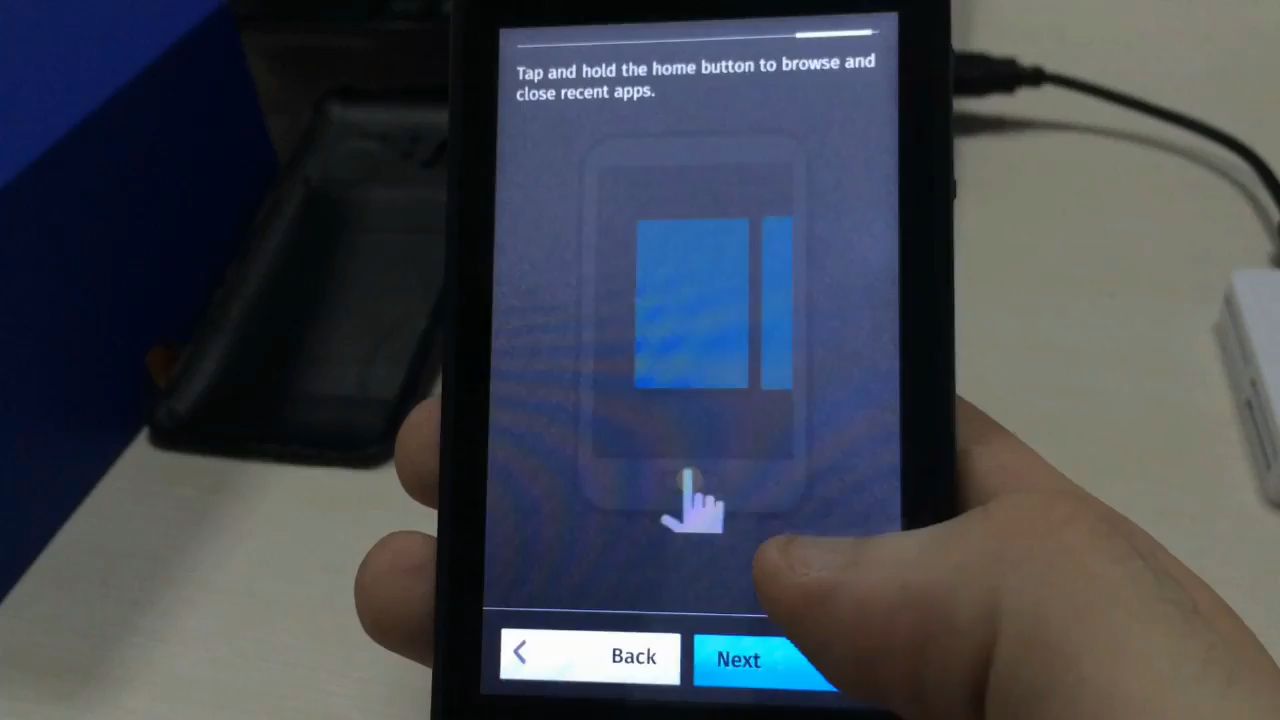 Tap and hold the home button to browse and
close recent apps.
Back
Next